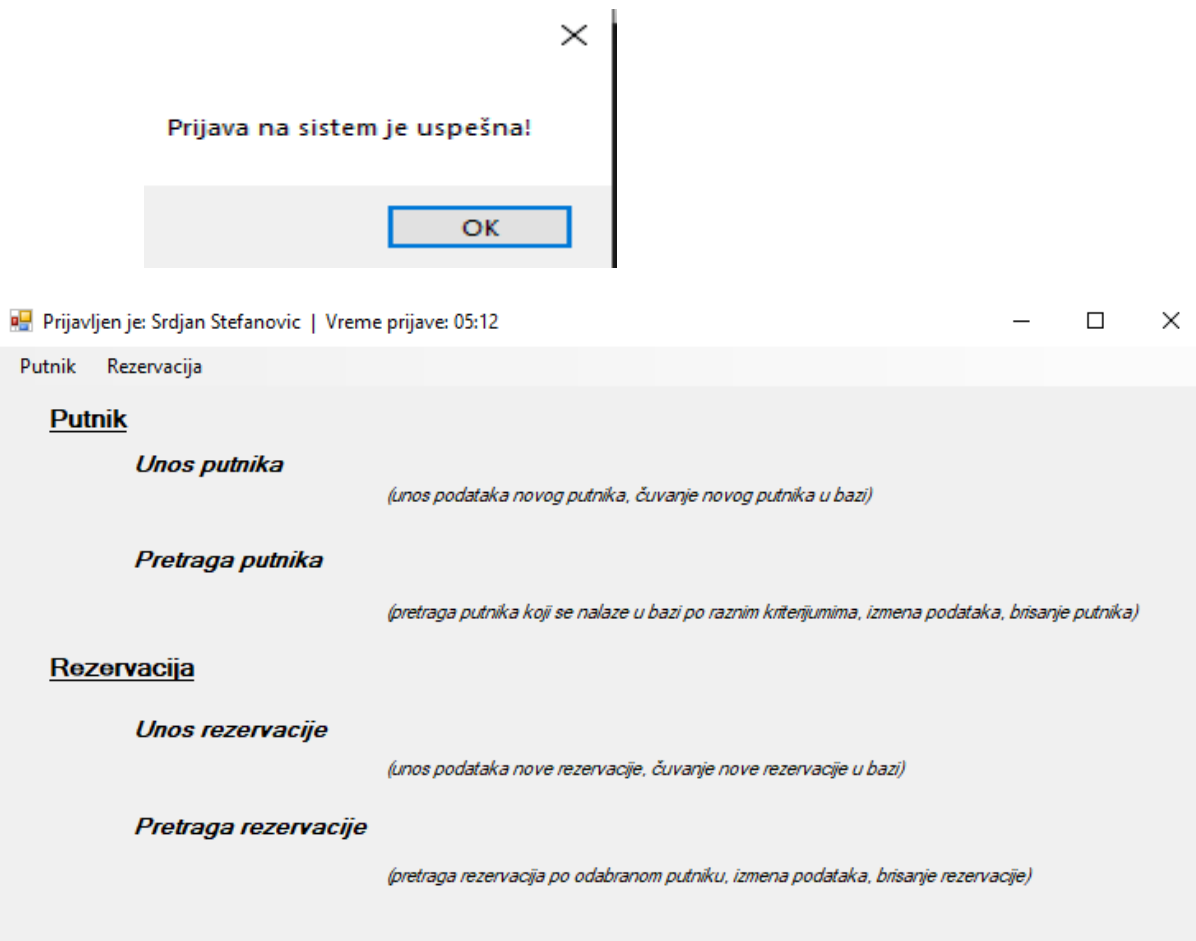 Prijava na sistem je uspešna!
OK
Prijavljen je: Srdjan Stefanovic | Vreme prijave: 05:12
Putnik Rezervacija
Putnik
Unos putnika
(unos podataka novog putnika, čuvanje novog putnika u bazi)
Pretraga putnika
(pretraga putnika koji se nalaze u bazi po raznim kriterijumima, izmena podataka, brisanje putnika)
Rezervacija
Unos rezervacije
(unos podataka nove rezervacije, čuvanje nove rezervacije u bazi)
Pretraga rezervacije
(pretraga rezervacija po odabranom putniku, izmena podataka, brisanje rezervacije)